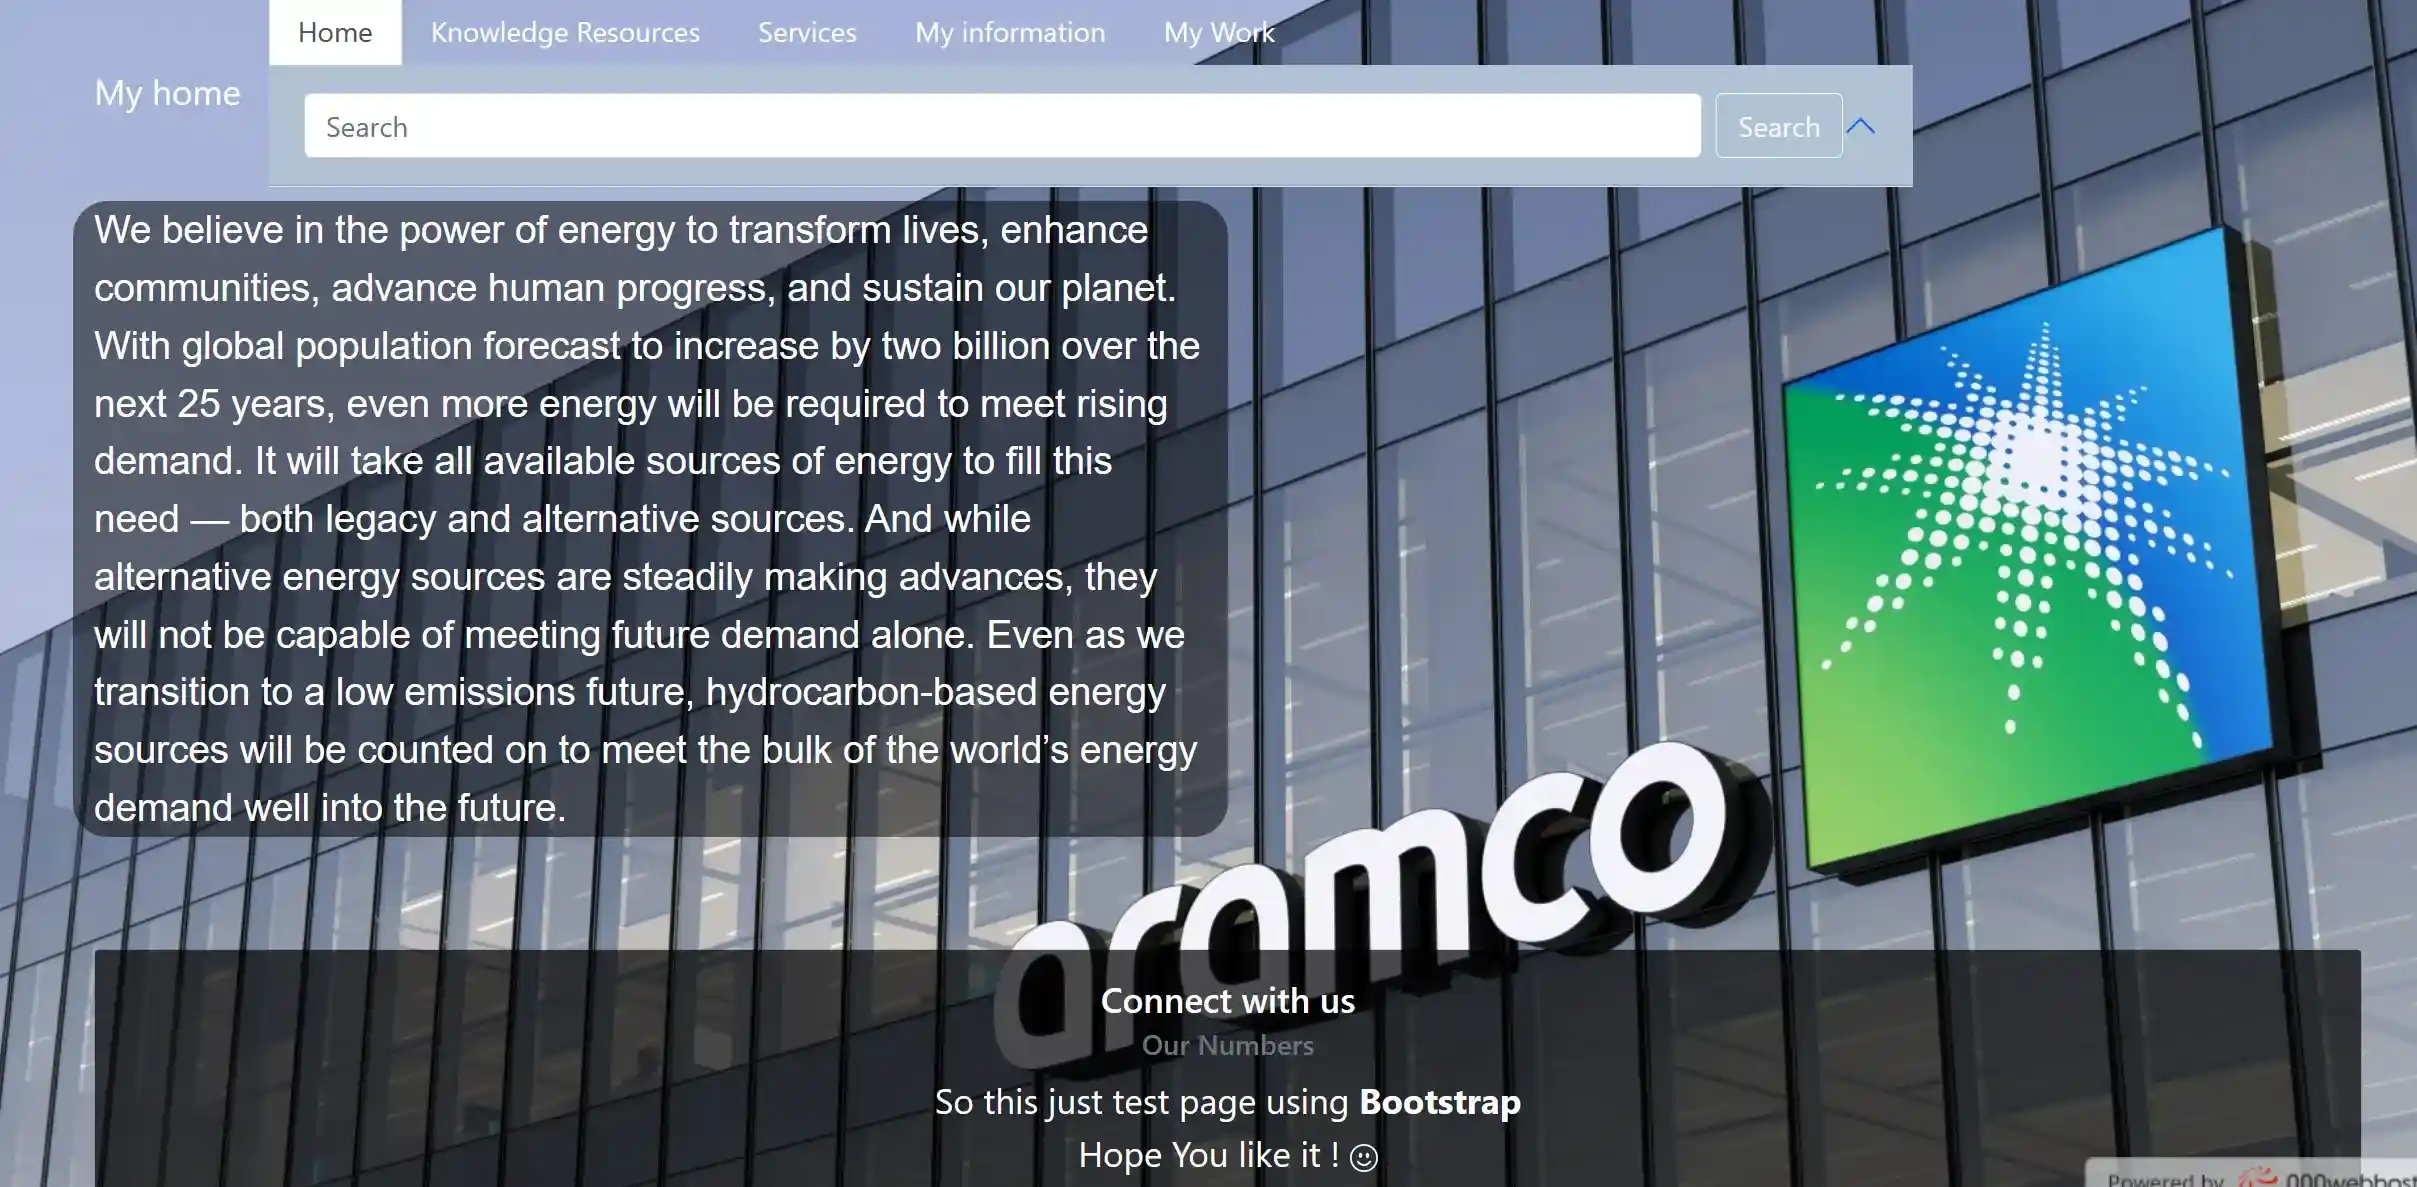 Home Knowledge Resources Services My information My Work
My home
Search Search
We believe in the power of energy to transform lives, enhance
communities, advance human progress, and sustain our planet.
With global population forecast to increase by two billion over the
next 25 years, even more energy will be required to meet rising
demand. It will take all available sources of energy to fill this
need — both legacy and alternative sources. And while
alternative energy sources are steadily making advances, they
will not be capable of meeting future demand alone. Even as we
transition to a low emissions future, hydrocarbon-based energy
sources will be counted on to meet the bulk of the world’s energy
demand well into the future.
aramco
Connect with us
Our Numbers
So this just test page using Bootstrap
Hope You like it ! ☺
Powered by 000webhost